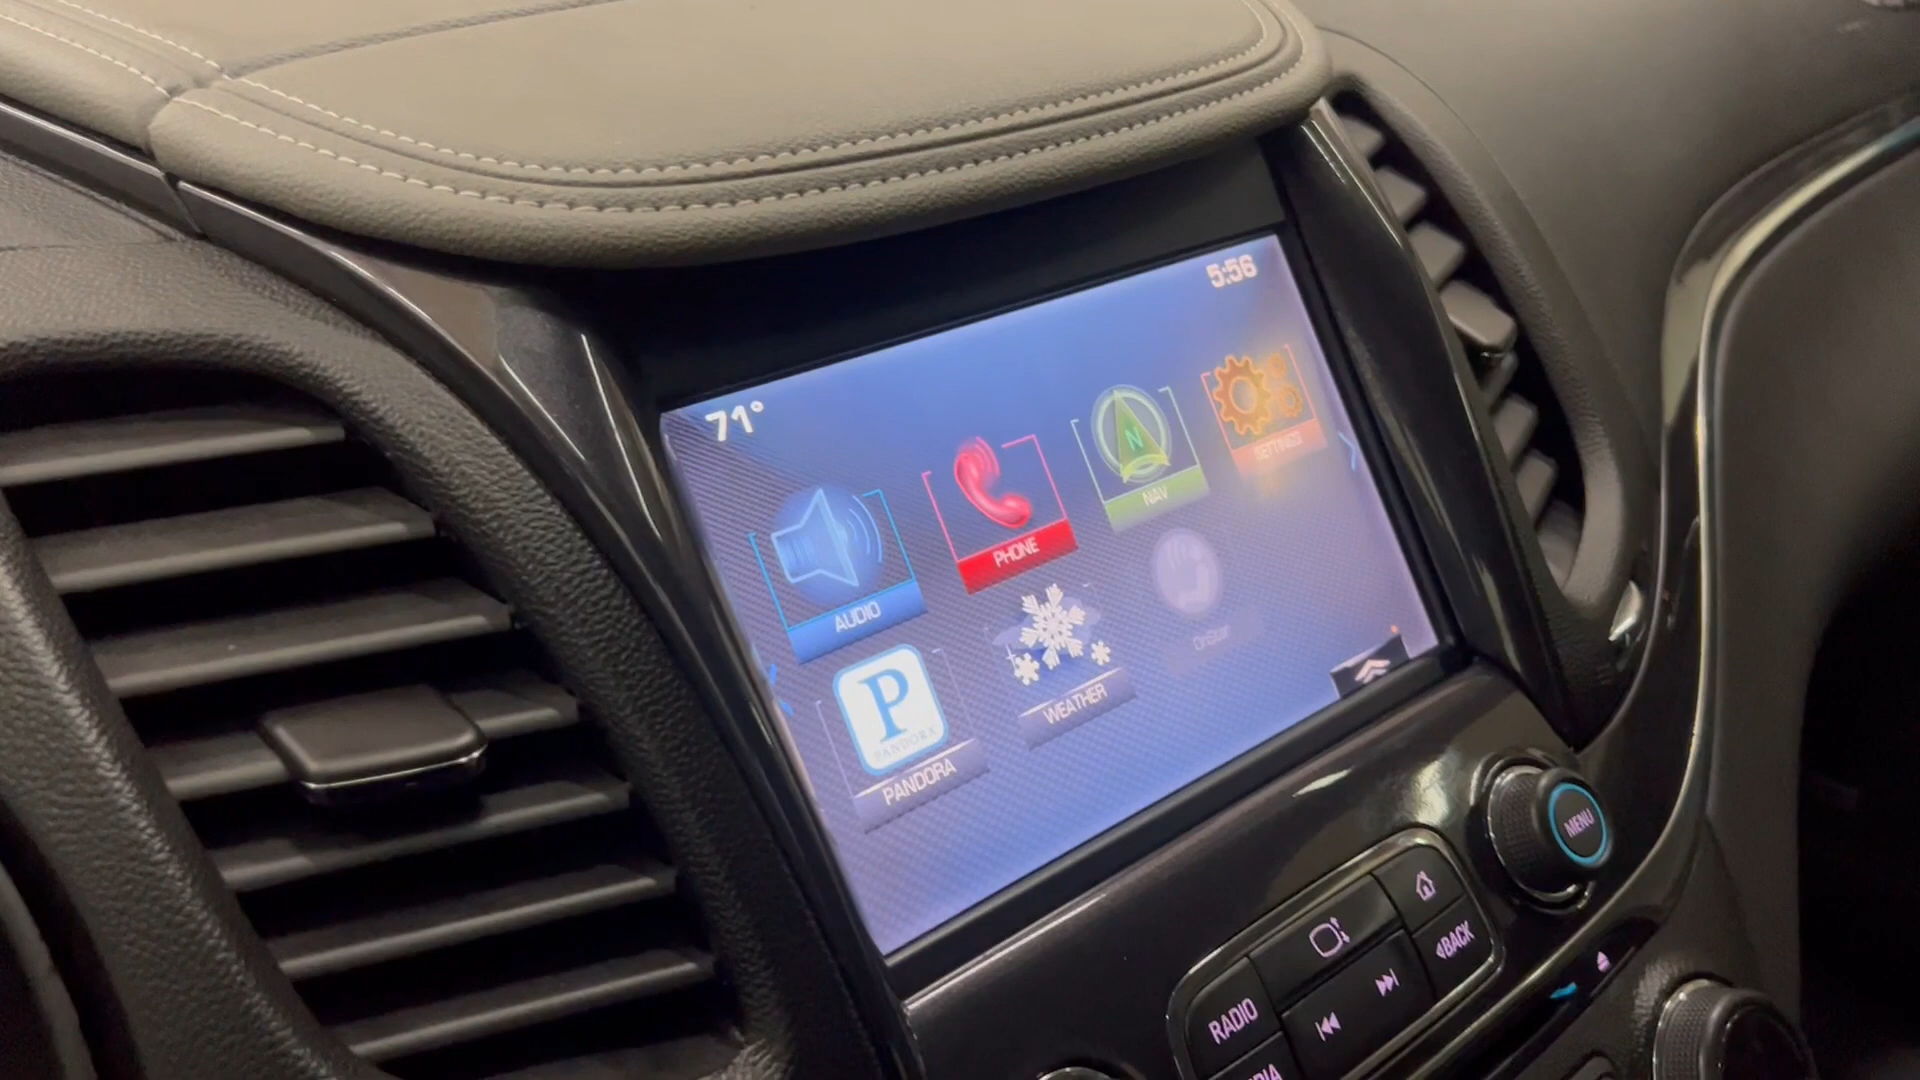 5:56
71°
AUDIO
PHONE
N
NAV
SETTINGS
P
PANDORA
PANDORA
WEATHER
OnStar
MENU
BACK
RADIO